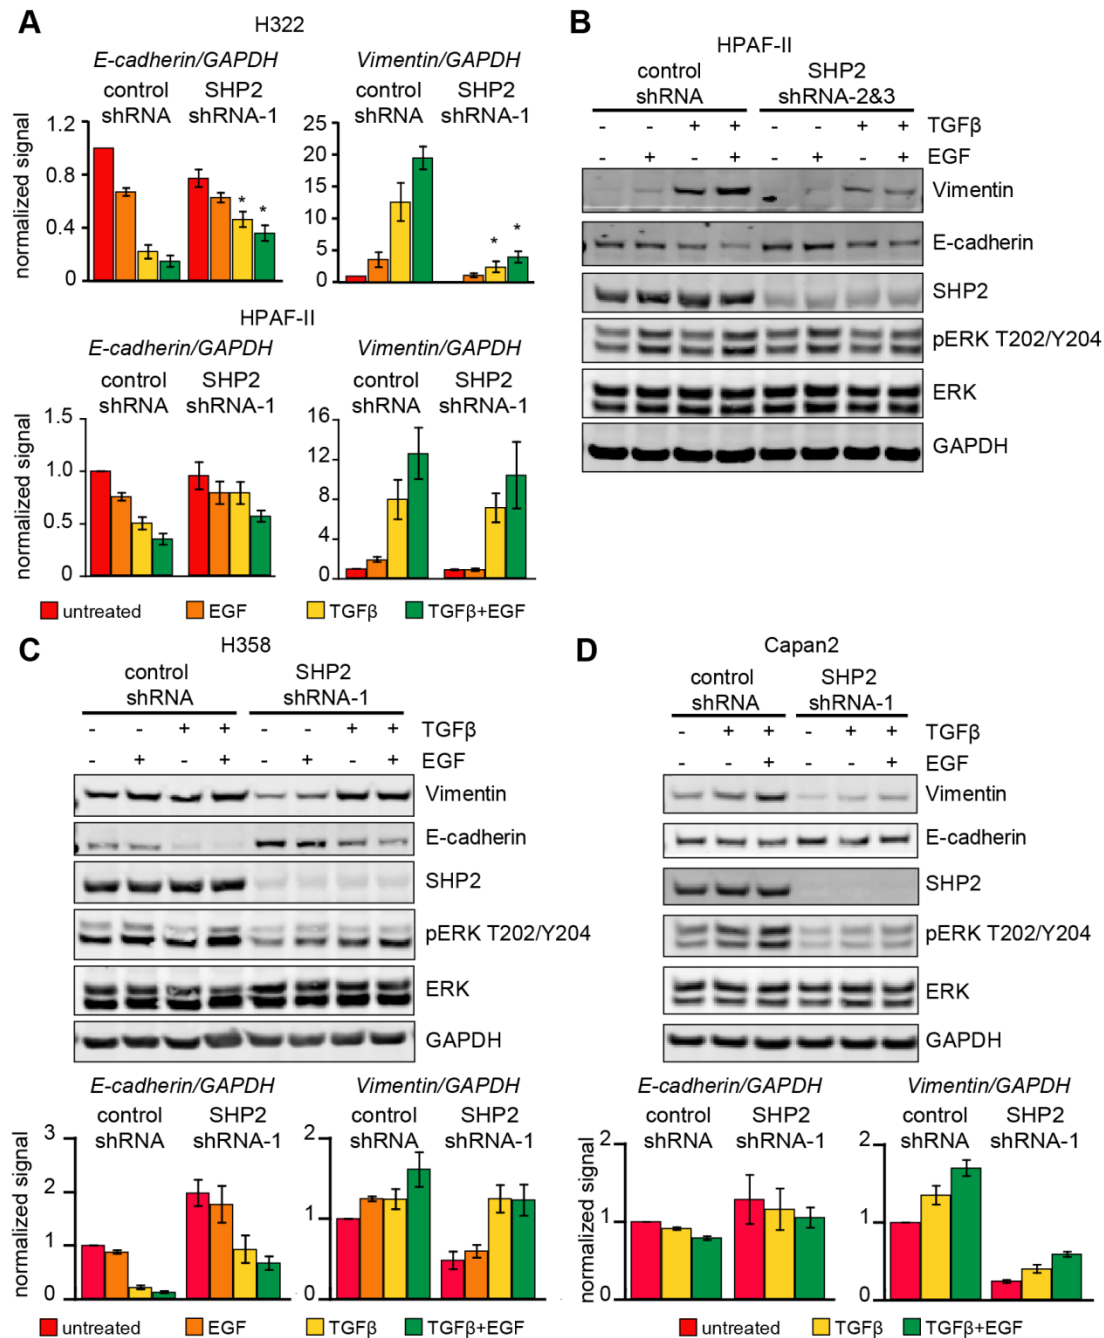 A
H322
E-cadherin/GAPDH
Vimentin/GAPDH
control shRNA
SHP2 shRNA-1
control shRNA
SHP2 shRNA-1
normalized signal
1.2
0.8
0.4
0
* *
25
20
15
10
5
0
* *
HPAF-II
E-cadherin/GAPDH
Vimentin/GAPDH
control shRNA
SHP2 shRNA-1
control shRNA
SHP2 shRNA-1
normalized signal
1.5
1.0
0.5
0
16
12
8
4
0
untreated EGF TGFβ TGFβ+EGF
B
HPAF-II
control shRNA
SHP2 shRNA-2&3
- - + + - - + + TGFβ
- + - + - + - + EGF
Vimentin
E-cadherin
SHP2
pERK T202/Y204
ERK
GAPDH
C
H358
control shRNA
SHP2 shRNA-1
- - + + - - + + TGFβ
- + - + - + - + EGF
Vimentin
E-cadherin
SHP2
pERK T202/Y204
ERK
GAPDH
E-cadherin/GAPDH
Vimentin/GAPDH
control shRNA
SHP2 shRNA-1
control shRNA
SHP2 shRNA-1
normalized signal
3
2
1
0
2
1
0
untreated EGF TGFβ TGFβ+EGF
D
Capan2
control shRNA
SHP2 shRNA-1
- + + - + + TGFβ
- - + - - + EGF
Vimentin
E-cadherin
SHP2
pERK T202/Y204
ERK
GAPDH
E-cadherin/GAPDH
Vimentin/GAPDH
control shRNA
SHP2 shRNA-1
control shRNA
SHP2 shRNA-1
normalized signal
2
1
0
2
1
0
untreated TGFβ TGFβ+EGF